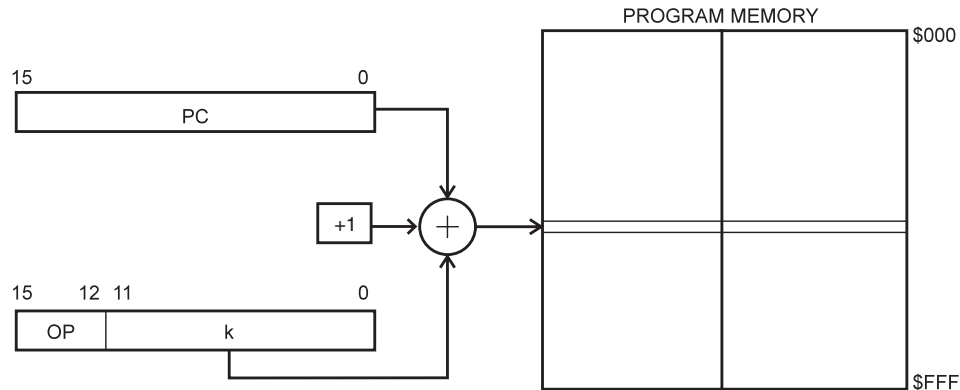 PROGRAM MEMORY
$000
15 0
PC
+1
+
15 12 11 0
OP k
$FFF